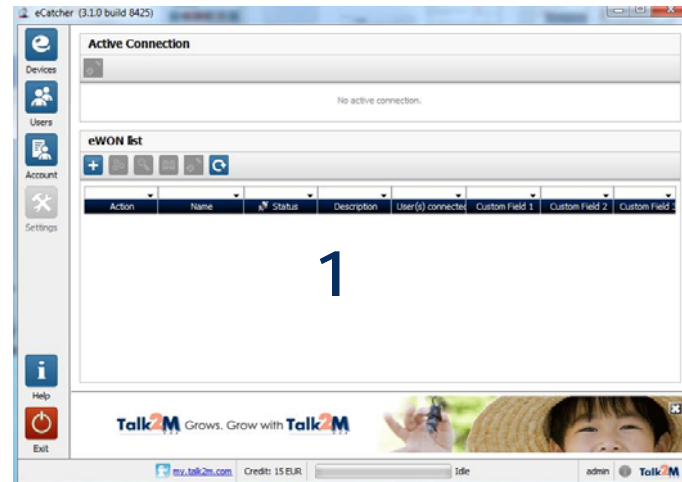 eCatcher (3.1.0 build 8425)
Active Connection
Devices
No active connection.
Users
eWON list
Account
Action Name Status Description User(s) connected Custom Field 1 Custom Field 2 Custom Field 3
Settings
1
Help
Talk2M Grows. Grow with Talk2M
Exit
my.talk2m.com Credit: 15 EUR Idle admin Talk2M